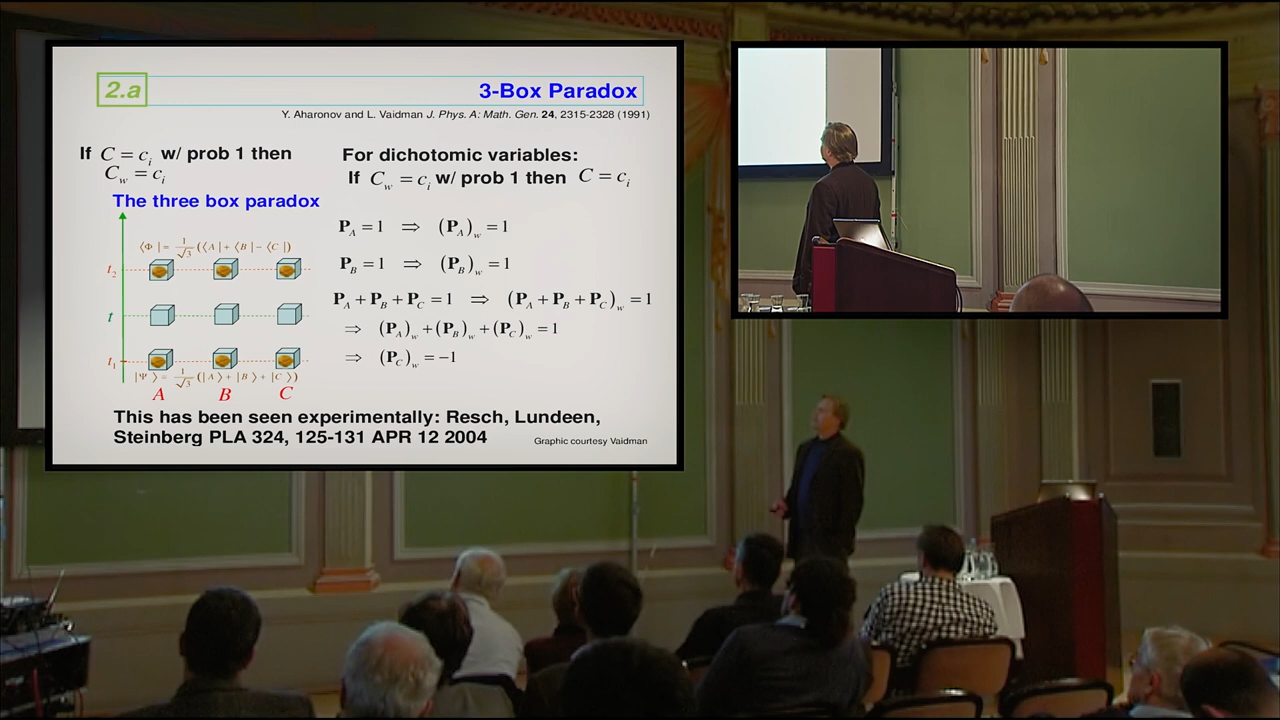 2.a
3-Box Paradox
Y. Aharonov and L. Vaidman J. Phys. A: Math. Gen. 24, 2315-2328 (1991)
If C = c_i w/ prob 1 then
C_w = c_i
The three box paradox
For dichotomic variables:
If C_w = c_i w/ prob 1 then C = c_i
⟨Φ| = 1/√3 (⟨A| + ⟨B| − ⟨C|)
t_2
t
t_1
|Ψ⟩ = 1/√3 (|A⟩ + |B⟩ + |C⟩)
A B C
P_A = 1 ⇒ (P_A)_w = 1
P_B = 1 ⇒ (P_B)_w = 1
P_A + P_B + P_C = 1 ⇒ (P_A + P_B + P_C)_w = 1
⇒ (P_A)_w + (P_B)_w + (P_C)_w = 1
⇒ (P_C)_w = −1
This has been seen experimentally: Resch, Lundeen,
Steinberg PLA 324, 125-131 APR 12 2004
Graphic courtesy Vaidman